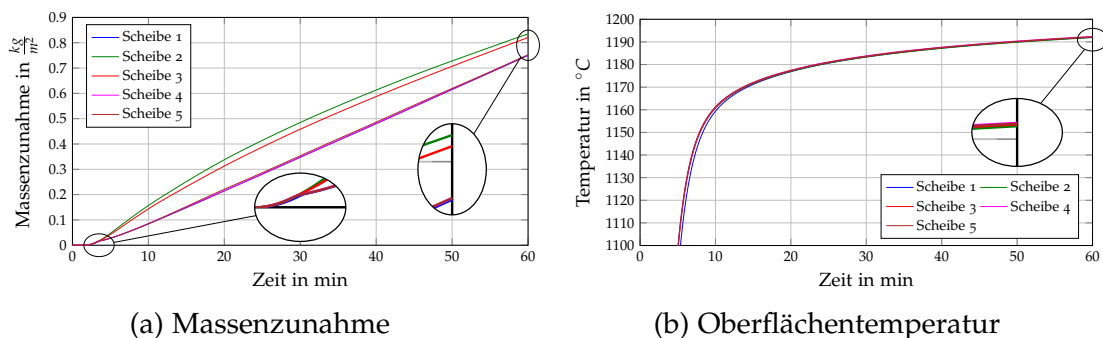 Massenzunahme in kg/m²
0.9
0.8
0.7
0.6
0.5
0.4
0.3
0.2
0.1
0
Scheibe 1
Scheibe 2
Scheibe 3
Scheibe 4
Scheibe 5
0 10 20 30 40 50 60
Zeit in min
(a) Massenzunahme
Temperatur in °C
1200
1190
1180
1170
1160
1150
1140
1130
1120
1110
1100
Scheibe 1 Scheibe 2
Scheibe 3 Scheibe 4
Scheibe 5
0 10 20 30 40 50 60
Zeit in min
(b) Oberflächentemperatur